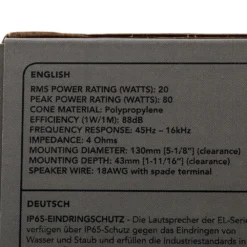 ENGLISH
RMS POWER RATING (WATTS): 20
PEAK POWER RATING (WATTS): 80
CONE MATERIAL: Polypropylene
EFFICIENCY (1W/1M): 88dB
FREQUENCY RESPONSE: 45Hz – 16kHz
IMPEDANCE: 4 Ohms
MOUNTING DIAMETER: 130mm [5-1/8"] (clearance)
MOUNTING DEPTH: 43mm [1-11/16"] (clearance)
SPEAKER WIRE: 18AWG with spade terminal
DEUTSCH
IP65-EINDRINGSCHUTZ - Die Lautsprecher der EL-Serie
verfügen über IP65-Schutz gegen das Eindringen von
Wasser und Staub und erfüllen die Industriestandards in